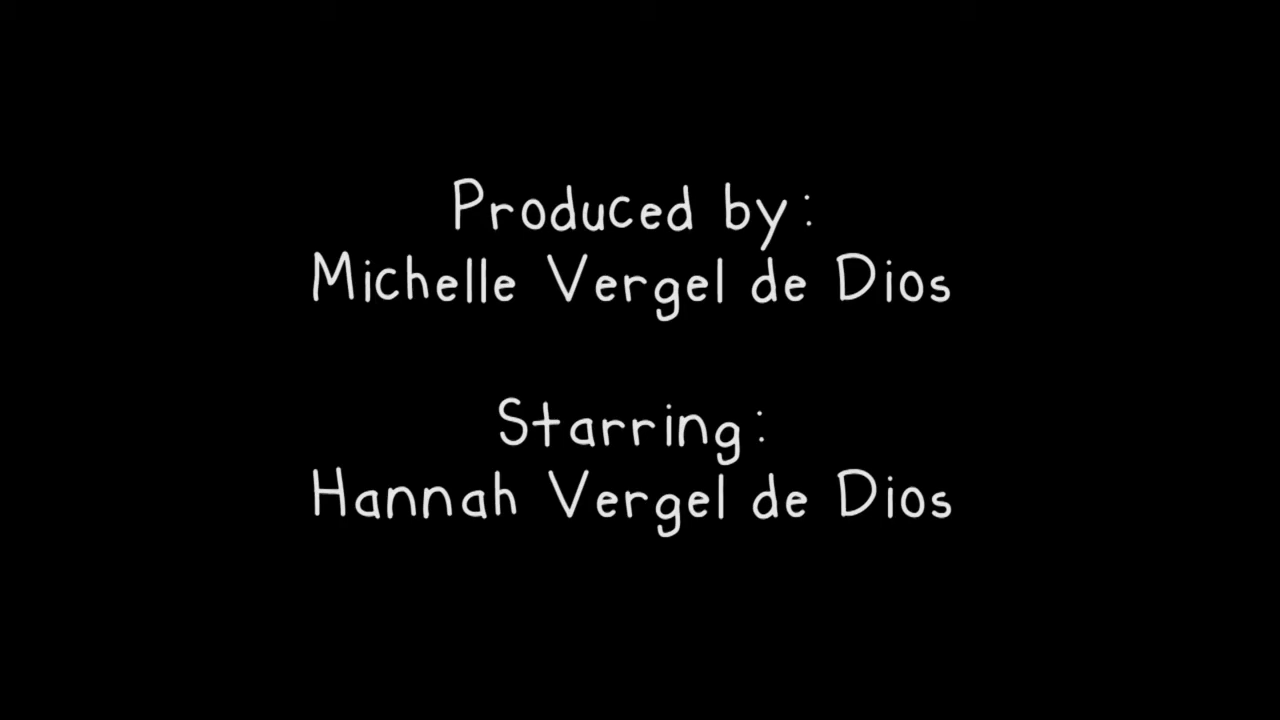 Produced by:
Michelle Vergel de Dios
Starring:
Hannah Vergel de Dios